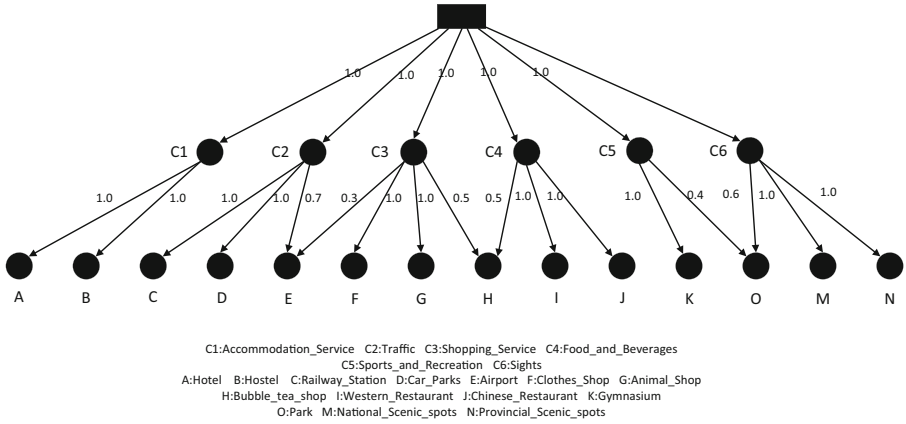 1.0 1.0 1.0 1.0 1.0
C1 C2 C3 C4 C5 C6
1.0 1.0 1.0 1.0 0.7 0.3 1.0 1.0 0.5 0.5 1.0 1.0 1.0 0.4 0.6 1.0 1.0
A B C D E F G H I J K O M N
C1:Accommodation_Service C2:Traffic C3:Shopping_Service C4:Food_and_Beverages
C5:Sports_and_Recreation C6:Sights
A:Hotel B:Hostel C:Railway_Station D:Car_Parks E:Airport F:Clothes_Shop G:Animal_Shop
H:Bubble_tea_shop I:Western_Restaurant J:Chinese_Restaurant K:Gymnasium
O:Park M:National_Scenic_spots N:Provincial_Scenic_spots